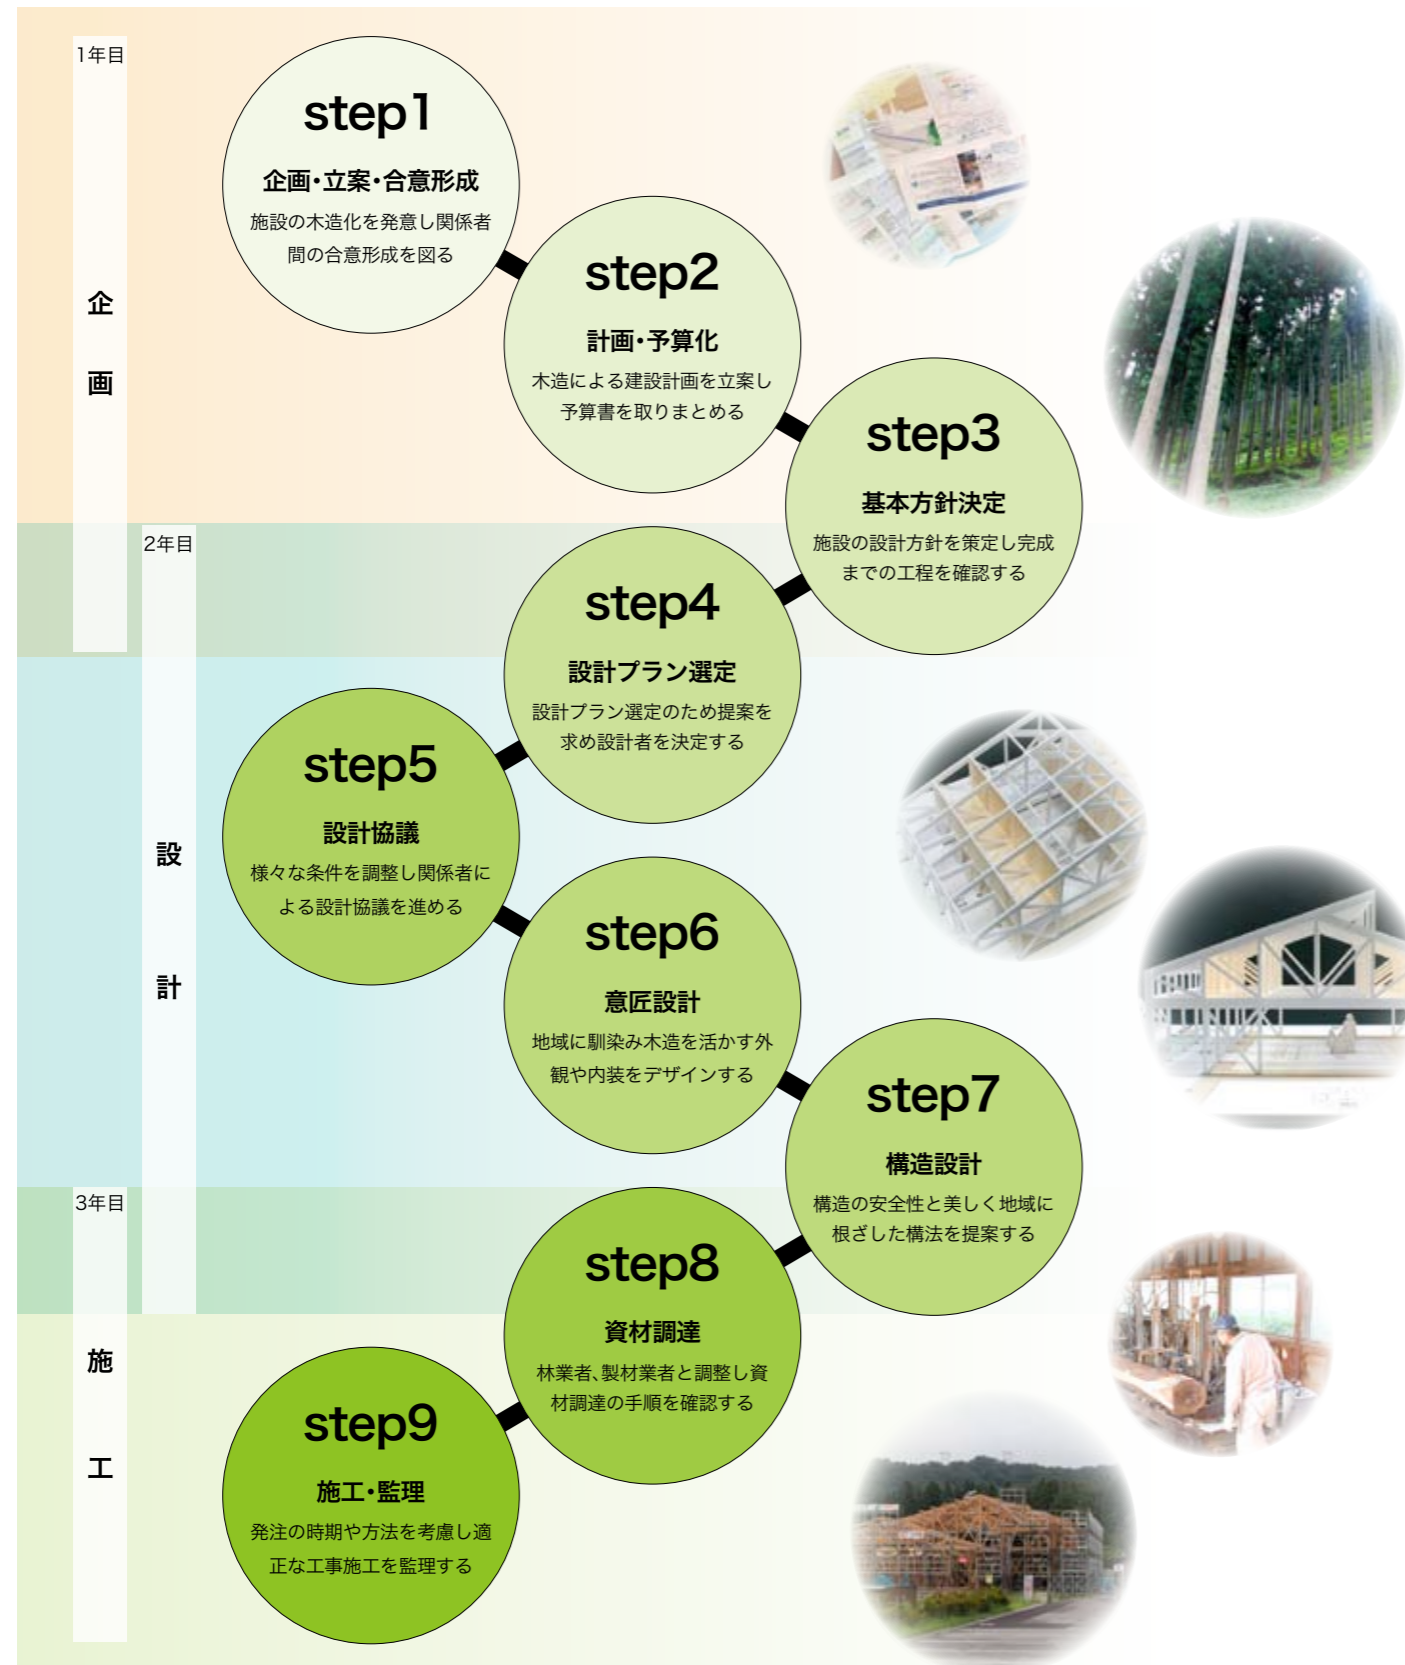 1年目
企
画
step1
企画・立案・合意形成
施設の木造化を発意し関係者
間の合意形成を図る
step2
計画・予算化
木造による建設計画を立案し
予算書を取りまとめる
step3
基本方針決定
施設の設計方針を策定し完成
までの工程を確認する
2年目
設
計
step4
設計プラン選定
設計プラン選定のため提案を
求め設計者を決定する
step5
設計協議
様々な条件を調整し関係者に
よる設計協議を進める
step6
意匠設計
地域に馴染み木造を活かす外
観や内装をデザインする
step7
構造設計
構造の安全性と美しく地域に
根ざした構法を提案する
3年目
施
工
step8
資材調達
林業者、製材業者と調整し資
材調達の手順を確認する
step9
施工・監理
発注の時期や方法を考慮し適
正な工事施工を監理する